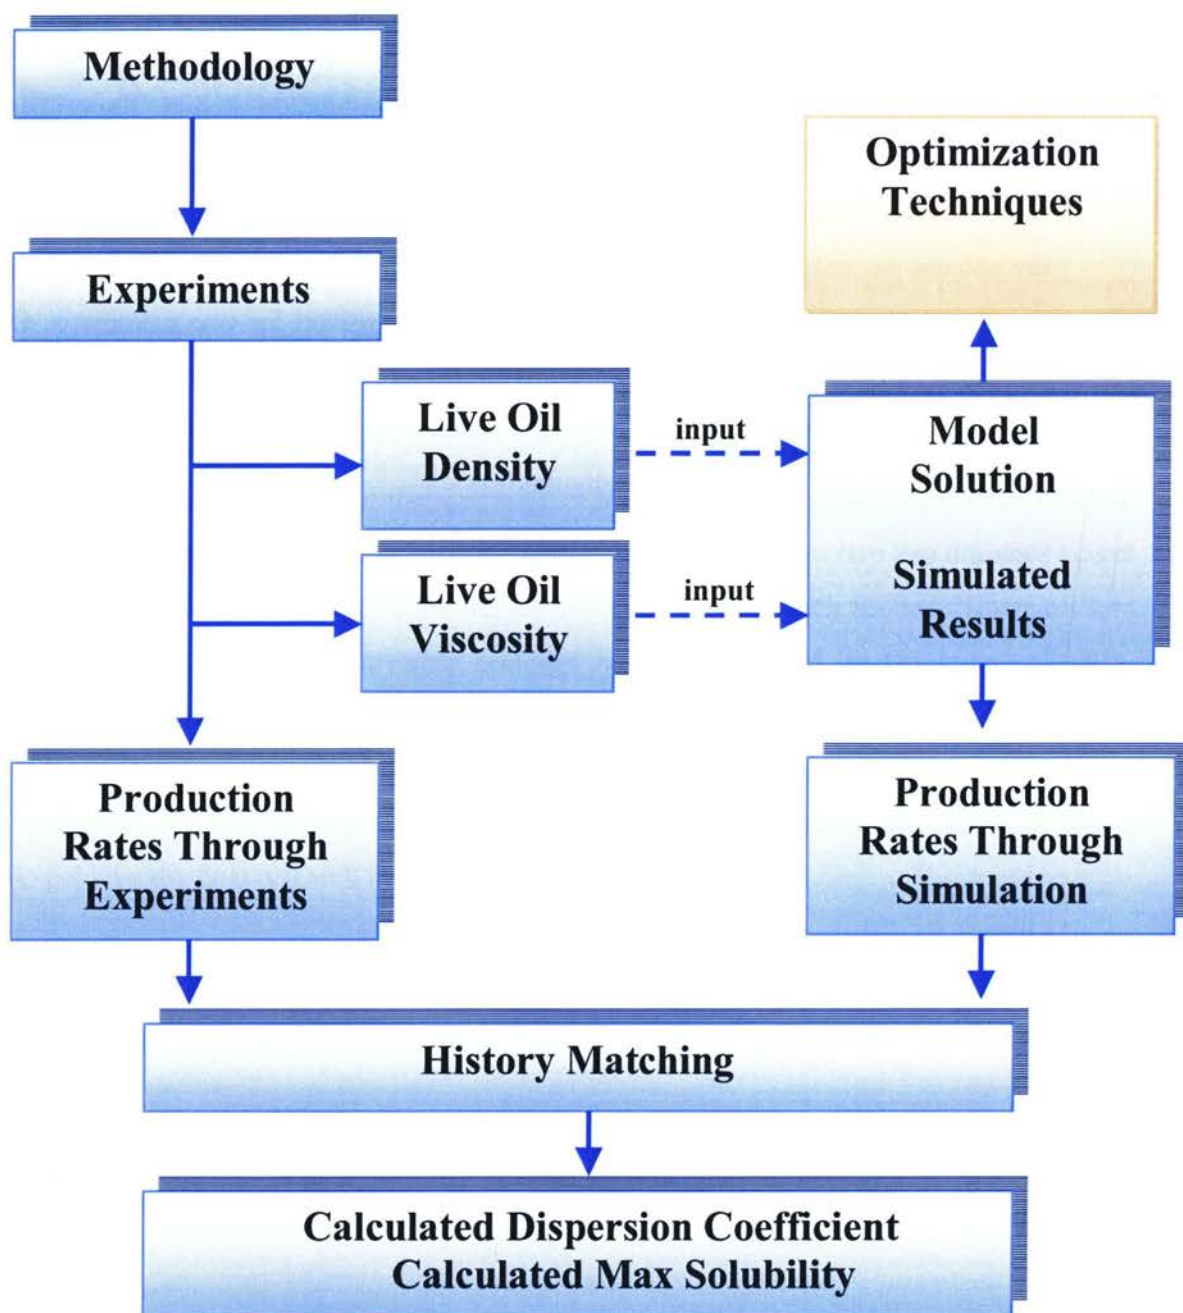 Methodology
Optimization
Techniques
Experiments
Live Oil
Density
input
Model
Solution
Simulated
Results
Live Oil
Viscosity
input
Production
Rates Through
Experiments
Production
Rates Through
Simulation
History Matching
Calculated Dispersion Coefficient
Calculated Max Solubility